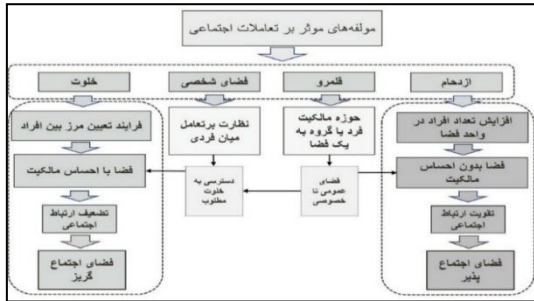 مولفه‌های موثر بر تعاملات اجتماعی
ازدحام
قلمرو
فضای شخصی
خلوت
افزایش تعداد افراد در
واحد فضا
حوزه مالکیت
فرد یا گروه به
یک فضا
نظارت برتعامل
میان فردی
فرایند تعیین مرز بین افراد
فضا بدون احساس
مالکیت
فضای
عمومی تا
خصوصی
دسترسی به
خلوت
مطلوب
فضا با احساس مالکیت
تقویت ارتباط
اجتماعی
تضعیف ارتباط
اجتماعی
فضای اجتماع
پذیر
فضای اجتماع
گریز